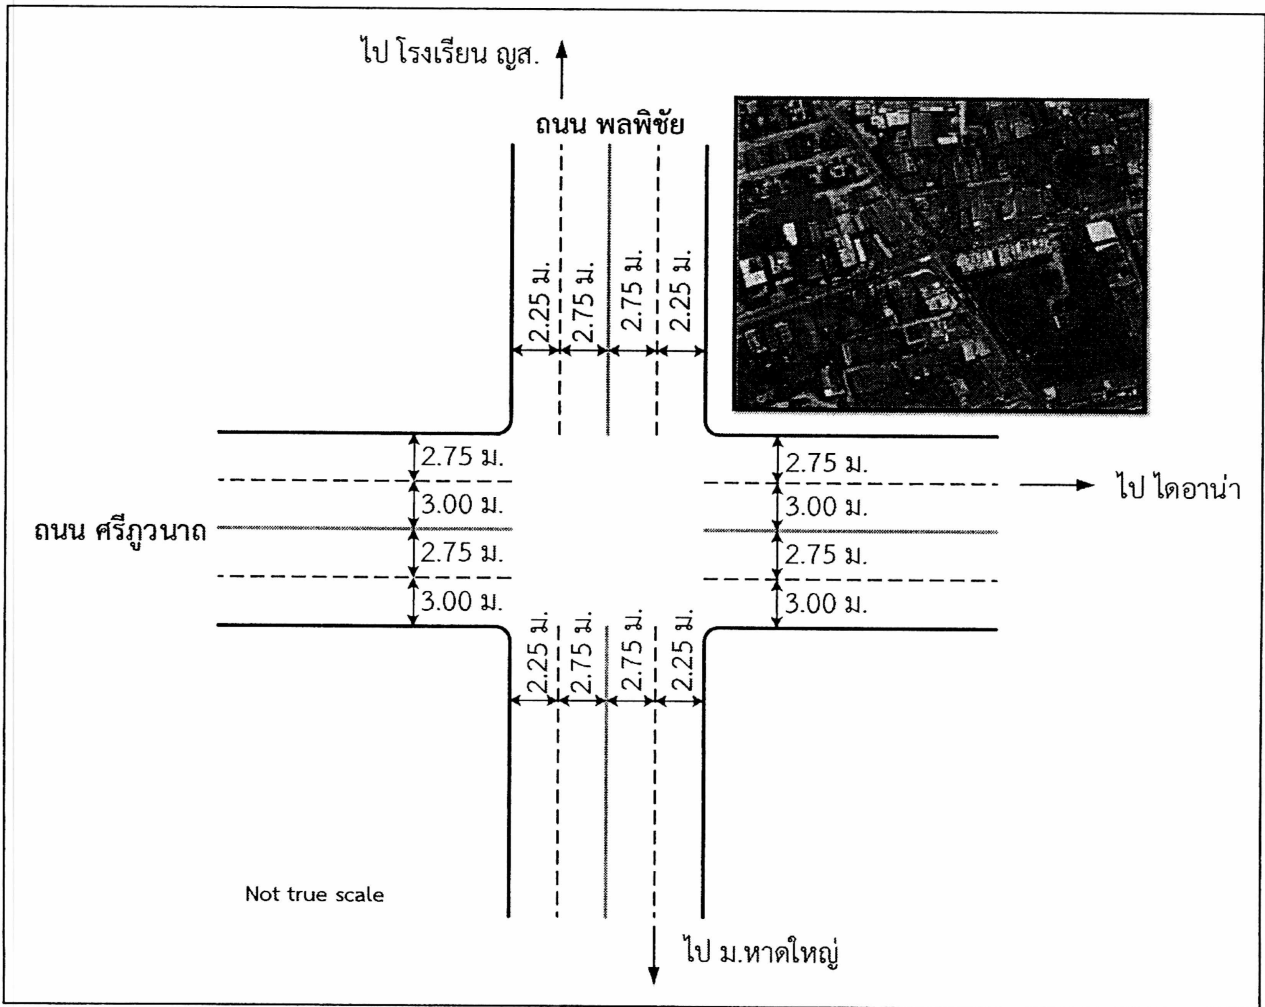 ไป โรงเรียน ญส.
ถนน พลพิชัย
2.25 ม.
2.75 ม.
2.75 ม.
2.25 ม.
2.75 ม.
2.75 ม.
3.00 ม.
3.00 ม.
ไป ไดอาน่า
ถนน ศรีภูวนาถ
2.75 ม.
2.75 ม.
3.00 ม.
3.00 ม.
2.25 ม.
2.75 ม.
2.75 ม.
2.25 ม.
Not true scale
ไป ม.หาดใหญ่